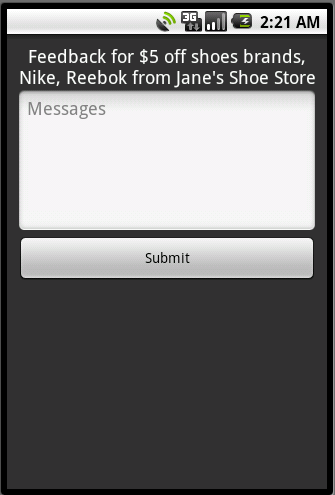 3G 2:21 AM
Feedback for $5 off shoes brands,
Nike, Reebok from Jane's Shoe Store
Messages
Submit